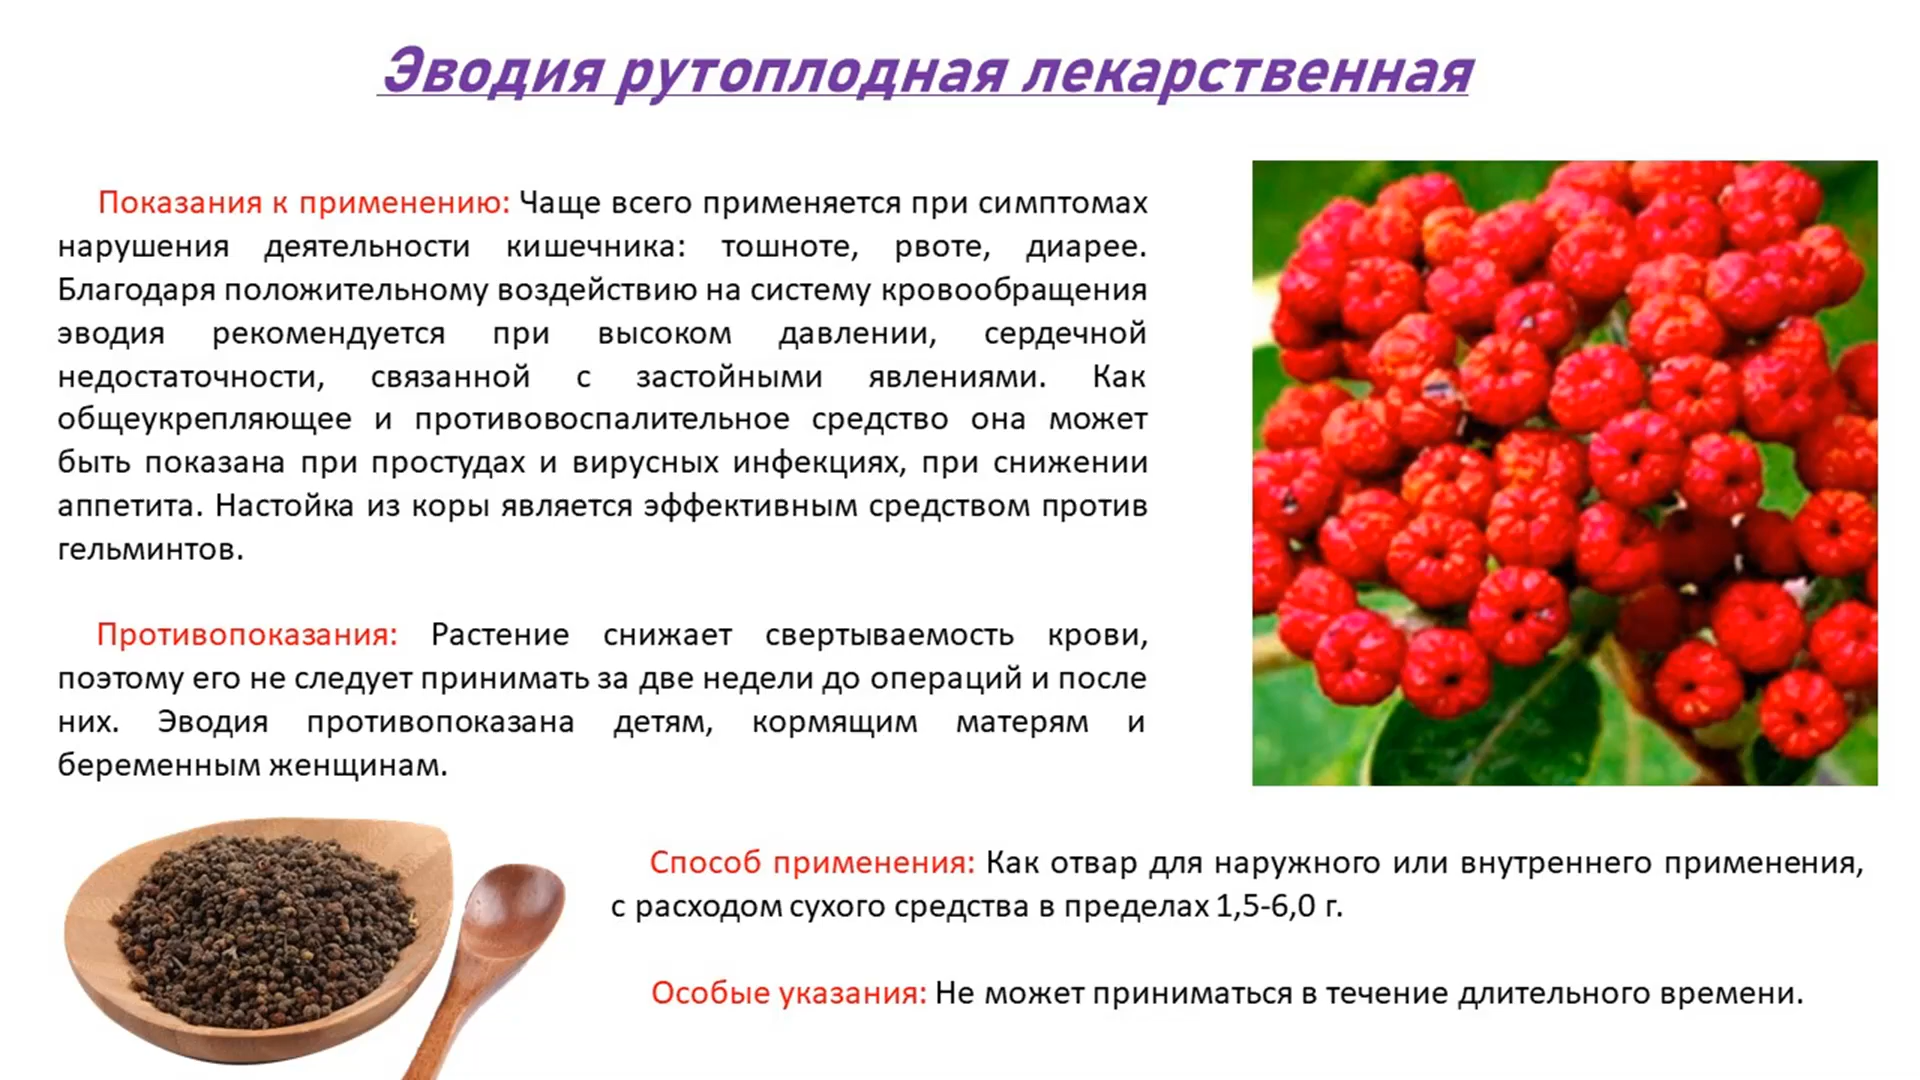 Эводия рутоплодная лекарственная
Показания к применению: Чаще всего применяется при симптомах
нарушения деятельности кишечника: тошноте, рвоте, диарее.
Благодаря положительному воздействию на систему кровообращения
эводия рекомендуется при высоком давлении, сердечной
недостаточности, связанной с застойными явлениями. Как
общеукрепляющее и противовоспалительное средство она может
быть показана при простудах и вирусных инфекциях, при снижении
аппетита. Настойка из коры является эффективным средством против
гельминтов.
Противопоказания: Растение снижает свертываемость крови,
поэтому его не следует принимать за две недели до операций и после
них. Эводия противопоказана детям, кормящим матерям и
беременным женщинам.
Способ применения: Как отвар для наружного или внутреннего применения,
с расходом сухого средства в пределах 1,5-6,0 г.
Особые указания: Не может приниматься в течение длительного времени.